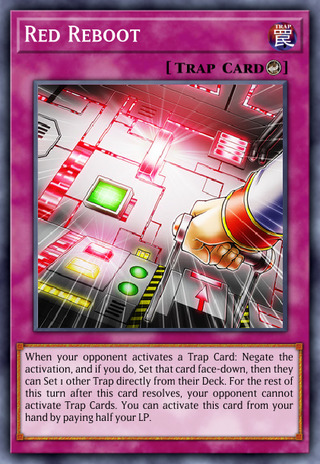 RED REBOOT
TRAP
罠
[TRAP CARD]
When your opponent activates a Trap Card: Negate the
activation, and if you do, Set that card face-down, then they
can Set 1 other Trap directly from their Deck. For the rest of
this turn after this card resolves, your opponent cannot
activate Trap Cards. You can activate this card from your
hand by paying half your LP.